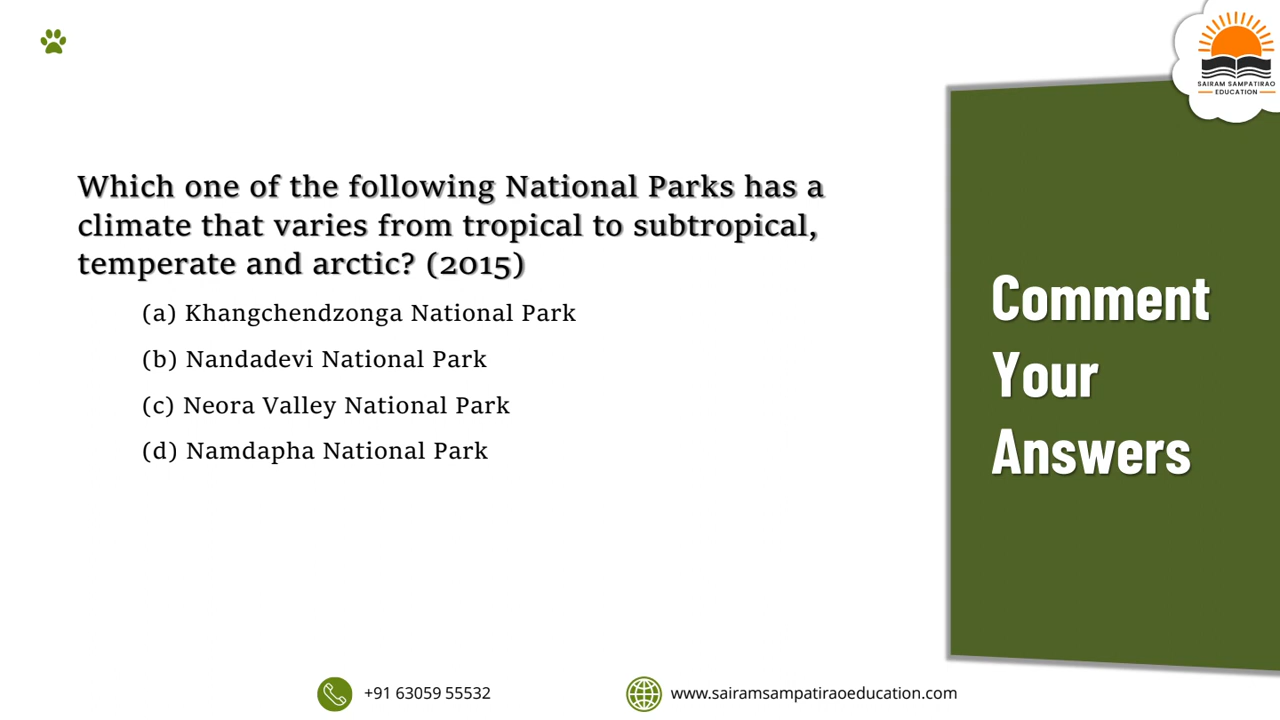 SAIRAM SAMPATIRAO
EDUCATION
Which one of the following National Parks has a
climate that varies from tropical to subtropical,
temperate and arctic? (2015)
(a) Khangchendzonga National Park
(b) Nandadevi National Park
(c) Neora Valley National Park
(d) Namdapha National Park
Comment
Your
Answers
+91 63059 55532
www.sairamsampatiraoeducation.com